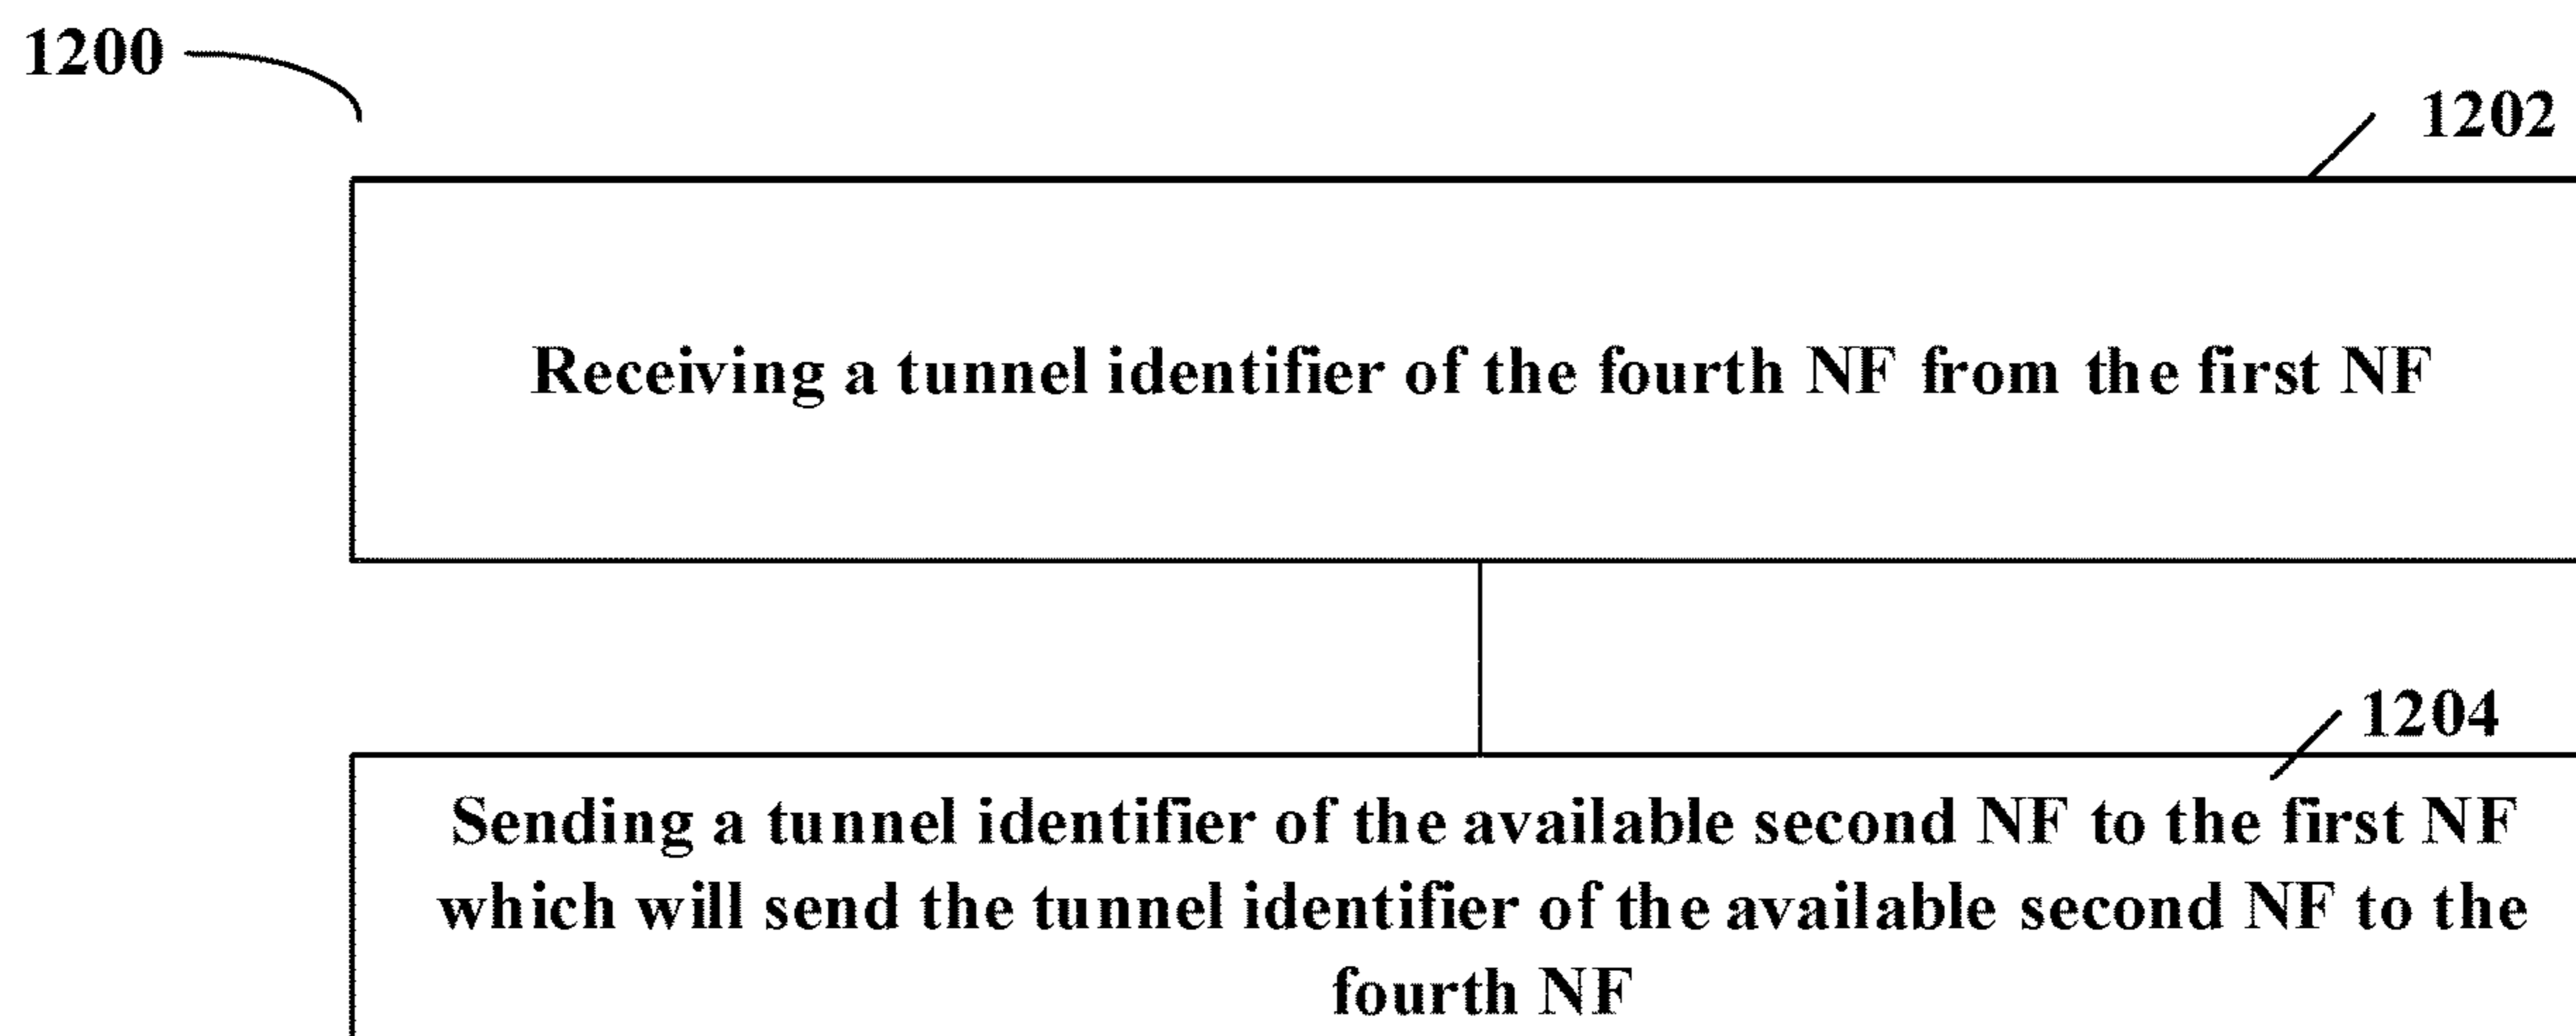 1200
1202
Receiving a tunnel identifier of the fourth NF from the first NF
1204
Sending a tunnel identifier of the available second NF to the first NF
which will send the tunnel identifier of the available second NF to the
fourth NF